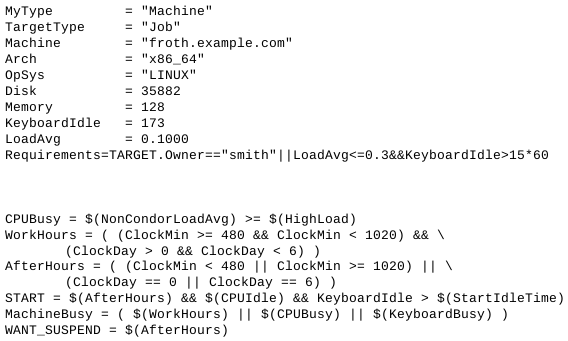 MyType         = "Machine"
TargetType     = "Job"
Machine        = "froth.example.com"
Arch           = "x86_64"
OpSys          = "LINUX"
Disk           = 35882
Memory         = 128
KeyboardIdle   = 173
LoadAvg        = 0.1000
Requirements=TARGET.Owner=="smith"||LoadAvg<=0.3&&KeyboardIdle>15*60
CPUBusy = $(NonCondorLoadAvg) >= $(HighLoad)
WorkHours = ( (ClockMin >= 480 && ClockMin < 1020) && \
(ClockDay > 0 && ClockDay < 6) )
AfterHours = ( (ClockMin < 480 || ClockMin >= 1020) || \
(ClockDay == 0 || ClockDay == 6) )
START = $(AfterHours) && $(CPUIdle) && KeyboardIdle > $(StartIdleTime)
MachineBusy = ( $(WorkHours) || $(CPUBusy) || $(KeyboardBusy) )
WANT_SUSPEND = $(AfterHours)